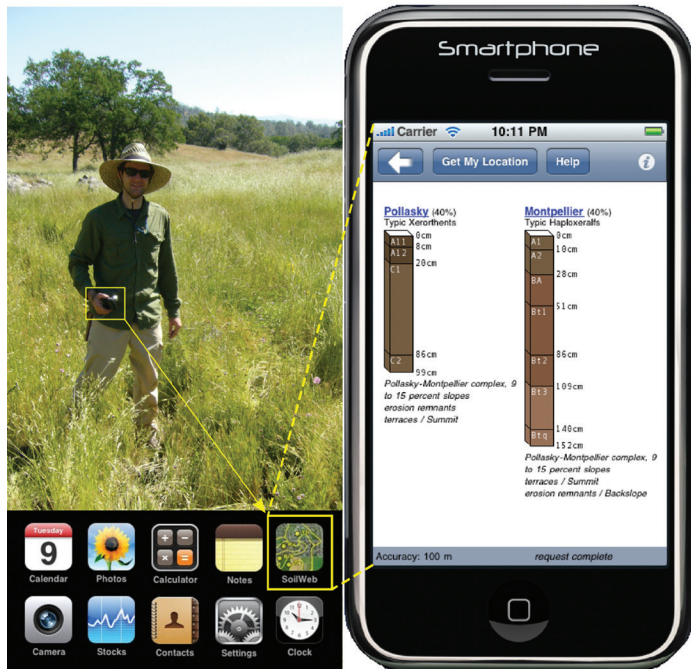 Tuesday
9
Calendar
Photos
Calculator
Notes
SoilWeb
Camera
Stocks
Contacts
Settings
Clock
Smartphone
Carrier
10:11 PM
Get My Location
Help
i
Pollasky (40%)
Typic Xerorthents
0cm
A11
8cm
A12
20cm
C1
86cm
C2
99cm
Pollasky-Montpellier complex, 9
to 15 percent slopes
erosion remnants
terraces / Summit
Montpellier (40%)
Typic Haploxeralfs
0cm
A1
10cm
A2
28cm
BA
51cm
Bt1
86cm
Bt2
109cm
Bt3
140cm
Btq
152cm
Pollasky-Montpellier complex, 9
to 15 percent slopes
terraces / Summit
erosion remnants / Backslope
Accuracy: 100 m
request complete